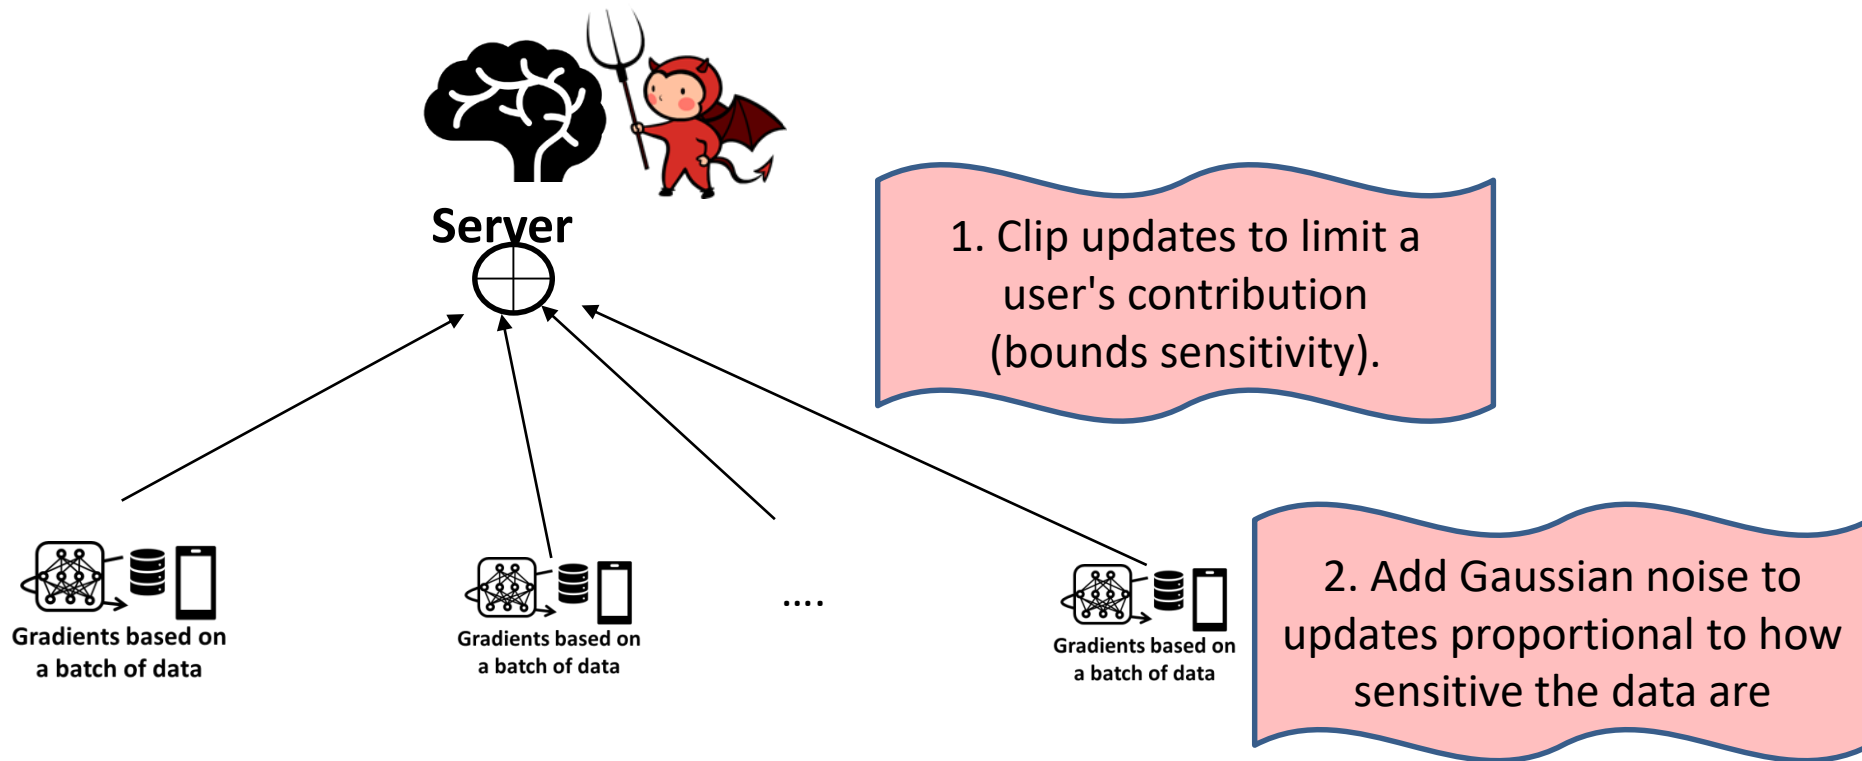 Server
1. Clip updates to limit a
user's contribution
(bounds sensitivity).
Gradients based on
a batch of data
Gradients based on
a batch of data
....
Gradients based on
a batch of data
2. Add Gaussian noise to
updates proportional to how
sensitive the data are